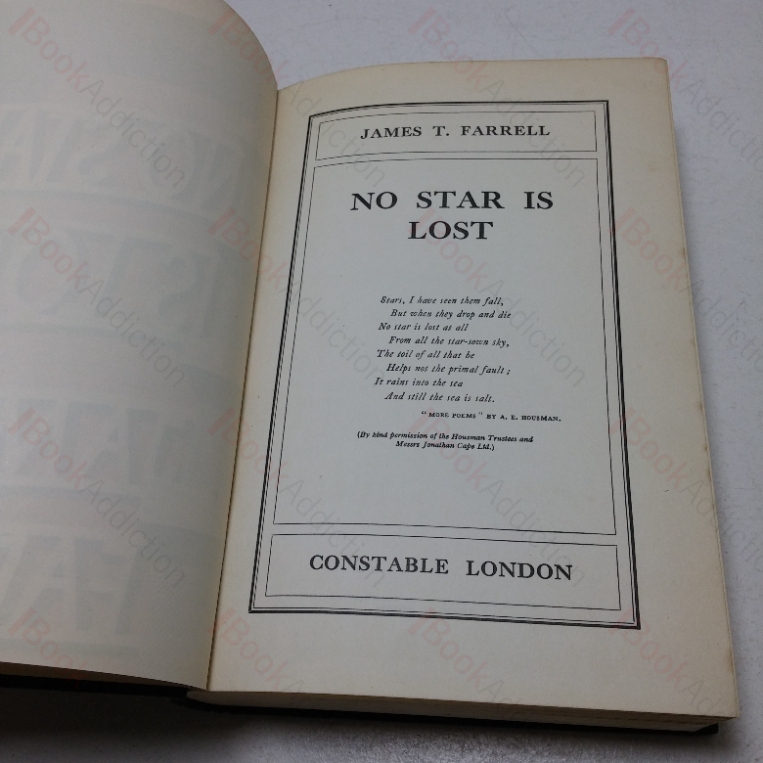 JAMES T. FARRELL
NO STAR IS
LOST
Stars, I have seen them fall,
But when they drop and die
No star is lost at all
From all the star-sown sky,
The toil of all that be
Helps not the primal fault;
It rains into the sea
And still the sea is salt.
"MORE POEMS" BY A. E. HOUSMAN.
(By kind permission of the Housman Trustees and
Messrs Jonathan Cape Ltd.)
CONSTABLE LONDON
BookAddiction